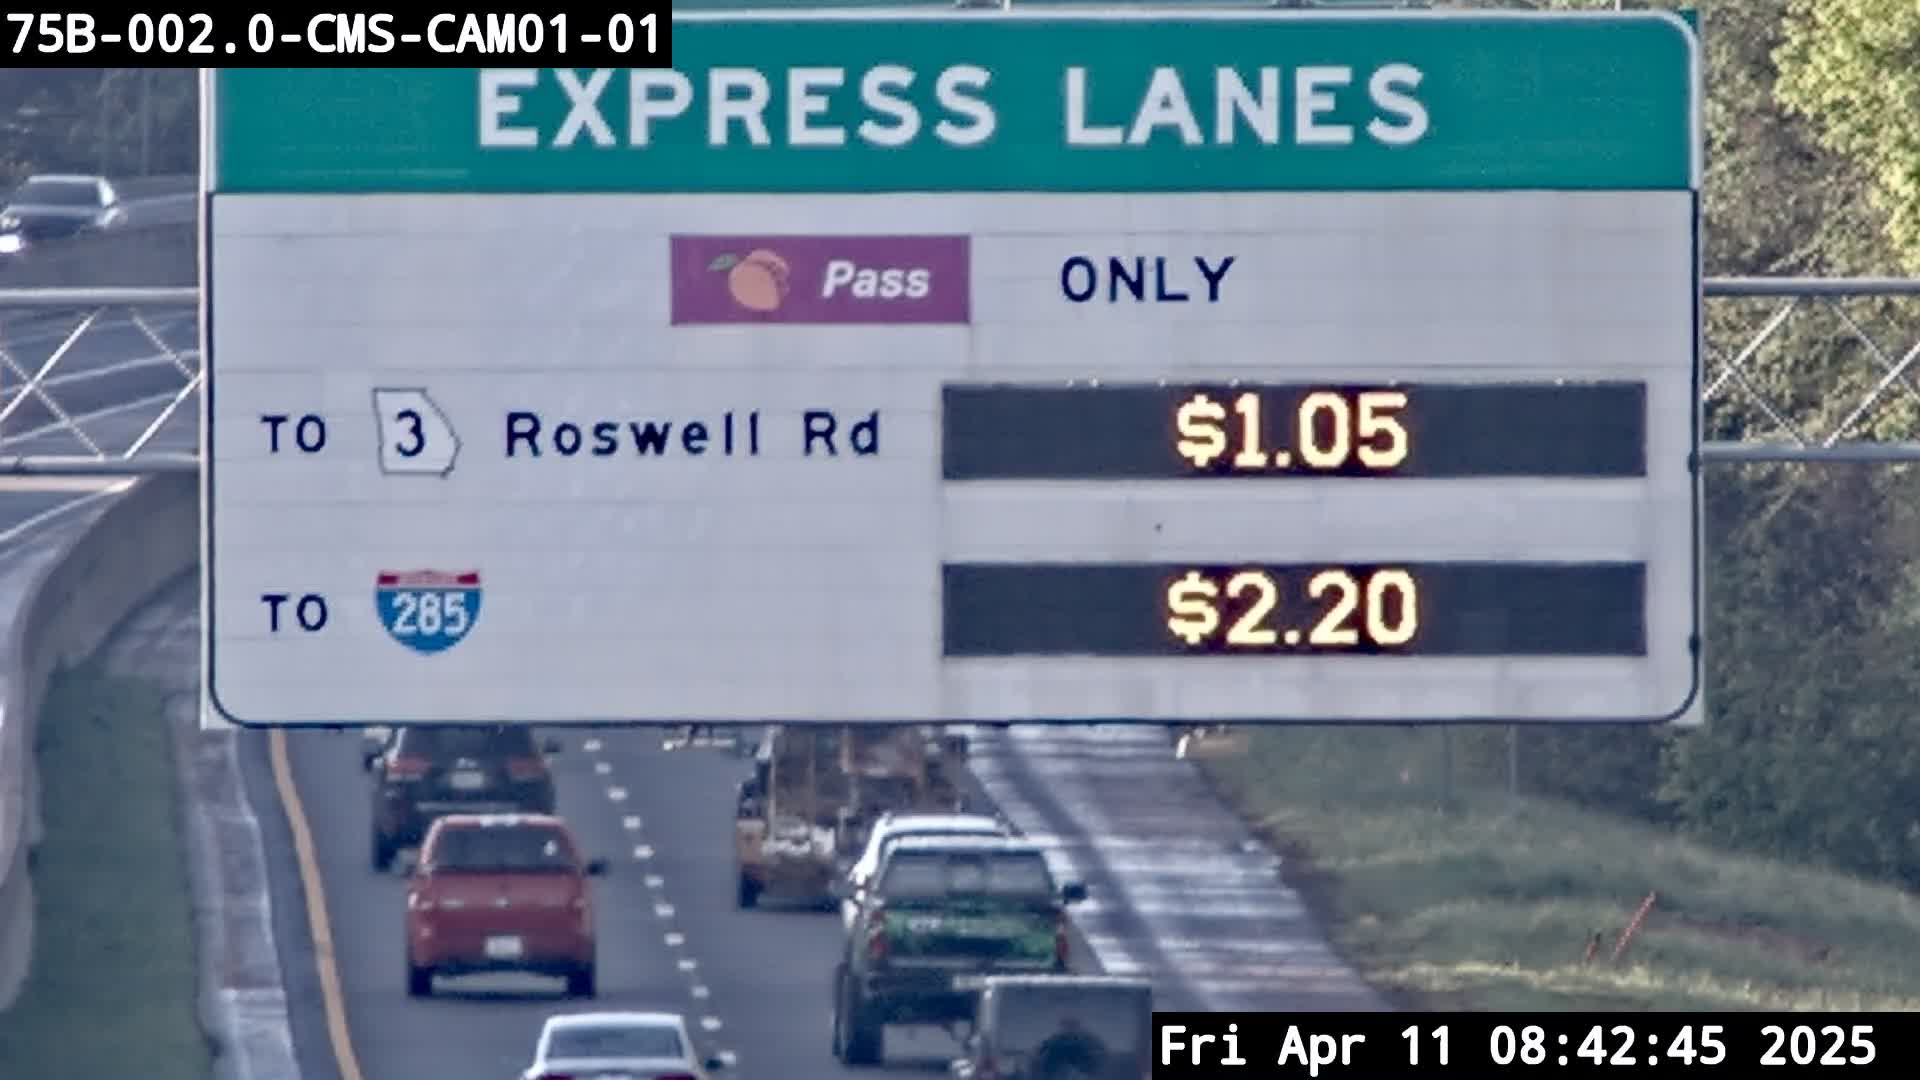 75B-002.0-CMS-CAM01-01
EXPRESS LANES
Pass ONLY
TO 3 Roswell Rd $1.05
TO 285 $2.20
Fri Apr 11 08:42:45 2025